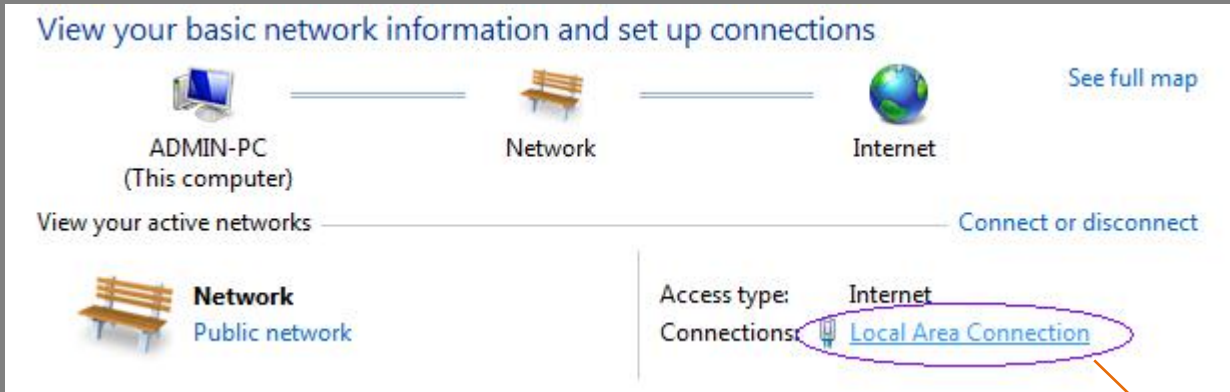 View your basic network information and set up connections
See full map
ADMIN-PC
(This computer)
Network
Internet
View your active networks
Connect or disconnect
Network
Public network
Access type: Internet
Connections: Local Area Connection